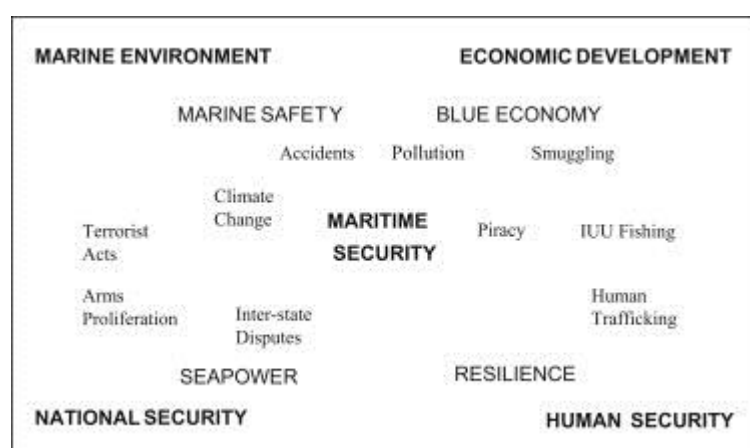 MARINE ENVIRONMENT ECONOMIC DEVELOPMENT
MARINE SAFETY BLUE ECONOMY
Accidents Pollution Smuggling
Climate
Change
MARITIME
SECURITY
Piracy
IUU Fishing
Terrorist
Acts
Arms
Proliferation
Inter-state
Disputes
Human
Trafficking
SEAPOWER RESILIENCE
NATIONAL SECURITY HUMAN SECURITY